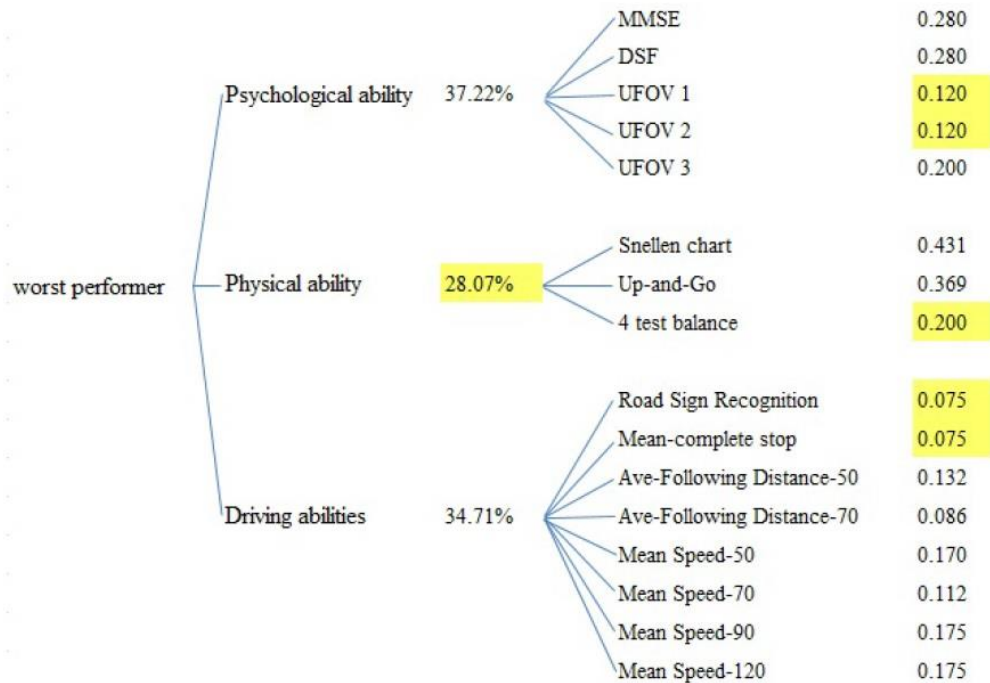 MMSE 0.280
DSF 0.280
Psychological ability 37.22% UFOV 1 0.120
UFOV 2 0.120
UFOV 3 0.200
Snellen chart 0.431
worst performer Physical ability 28.07% Up-and-Go 0.369
4 test balance 0.200
Road Sign Recognition 0.075
Mean-complete stop 0.075
Ave-Following Distance-50 0.132
Driving abilities 34.71% Ave-Following Distance-70 0.086
Mean Speed-50 0.170
Mean Speed-70 0.112
Mean Speed-90 0.175
Mean Speed-120 0.175